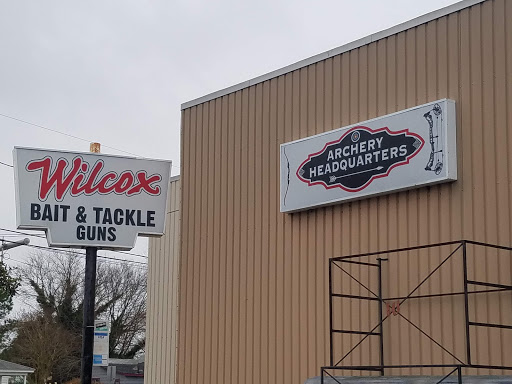 Wilcox
BAIT & TACKLE
GUNS
ARCHERY
HEADQUARTERS